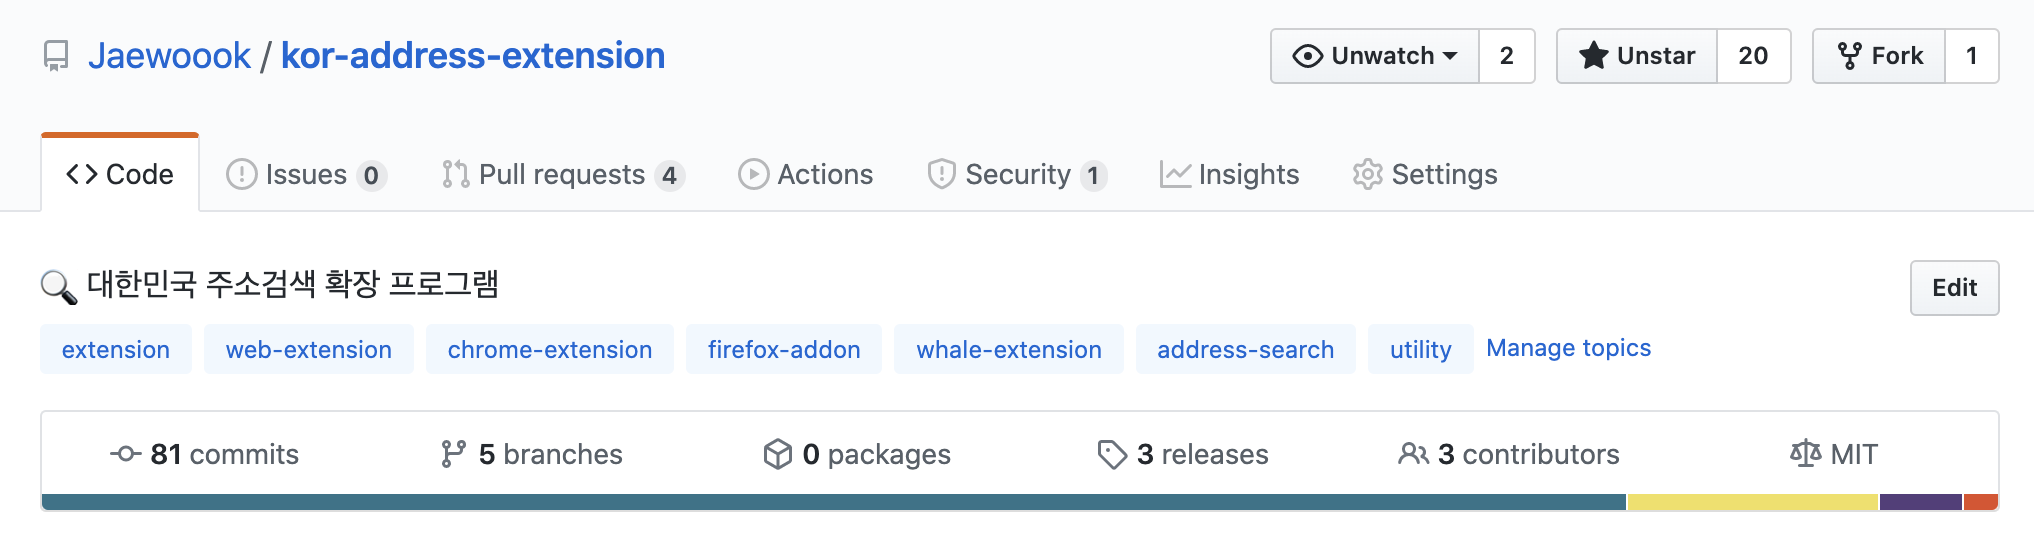 Jaewoook / kor-address-extension Unwatch 2 Unstar 20 Fork 1
Code Issues 0 Pull requests 4 Actions Security 1 Insights Settings
대한민국 주소검색 확장 프로그램 Edit
extension web-extension chrome-extension firefox-addon whale-extension address-search utility Manage topics
81 commits 5 branches 0 packages 3 releases 3 contributors MIT